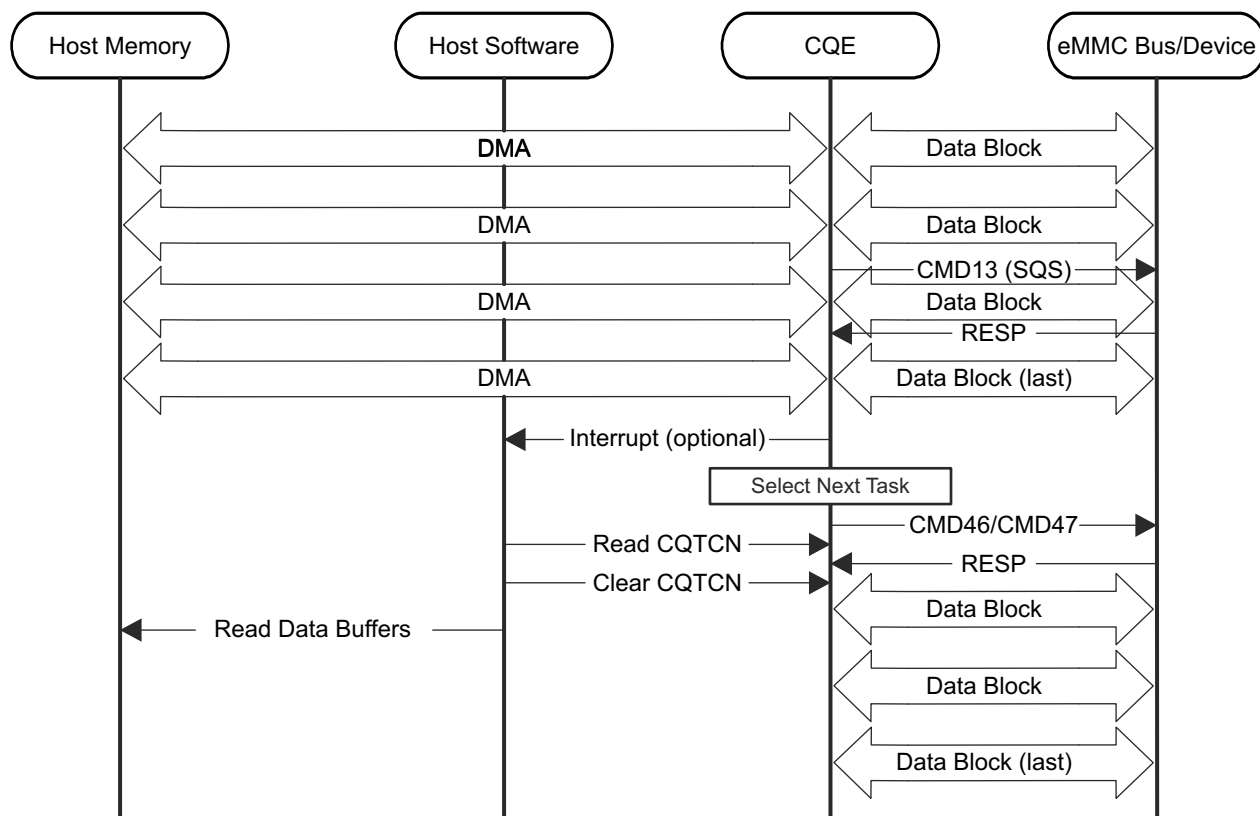 Host Memory
Host Software
CQE
eMMC Bus/Device
DMA
Data Block
DMA
Data Block
CMD13 (SQS)
DMA
Data Block
RESP
DMA
Data Block (last)
Interrupt (optional)
Select Next Task
CMD46/CMD47
Read CQTCN
RESP
Clear CQTCN
Data Block
Read Data Buffers
Data Block
Data Block (last)